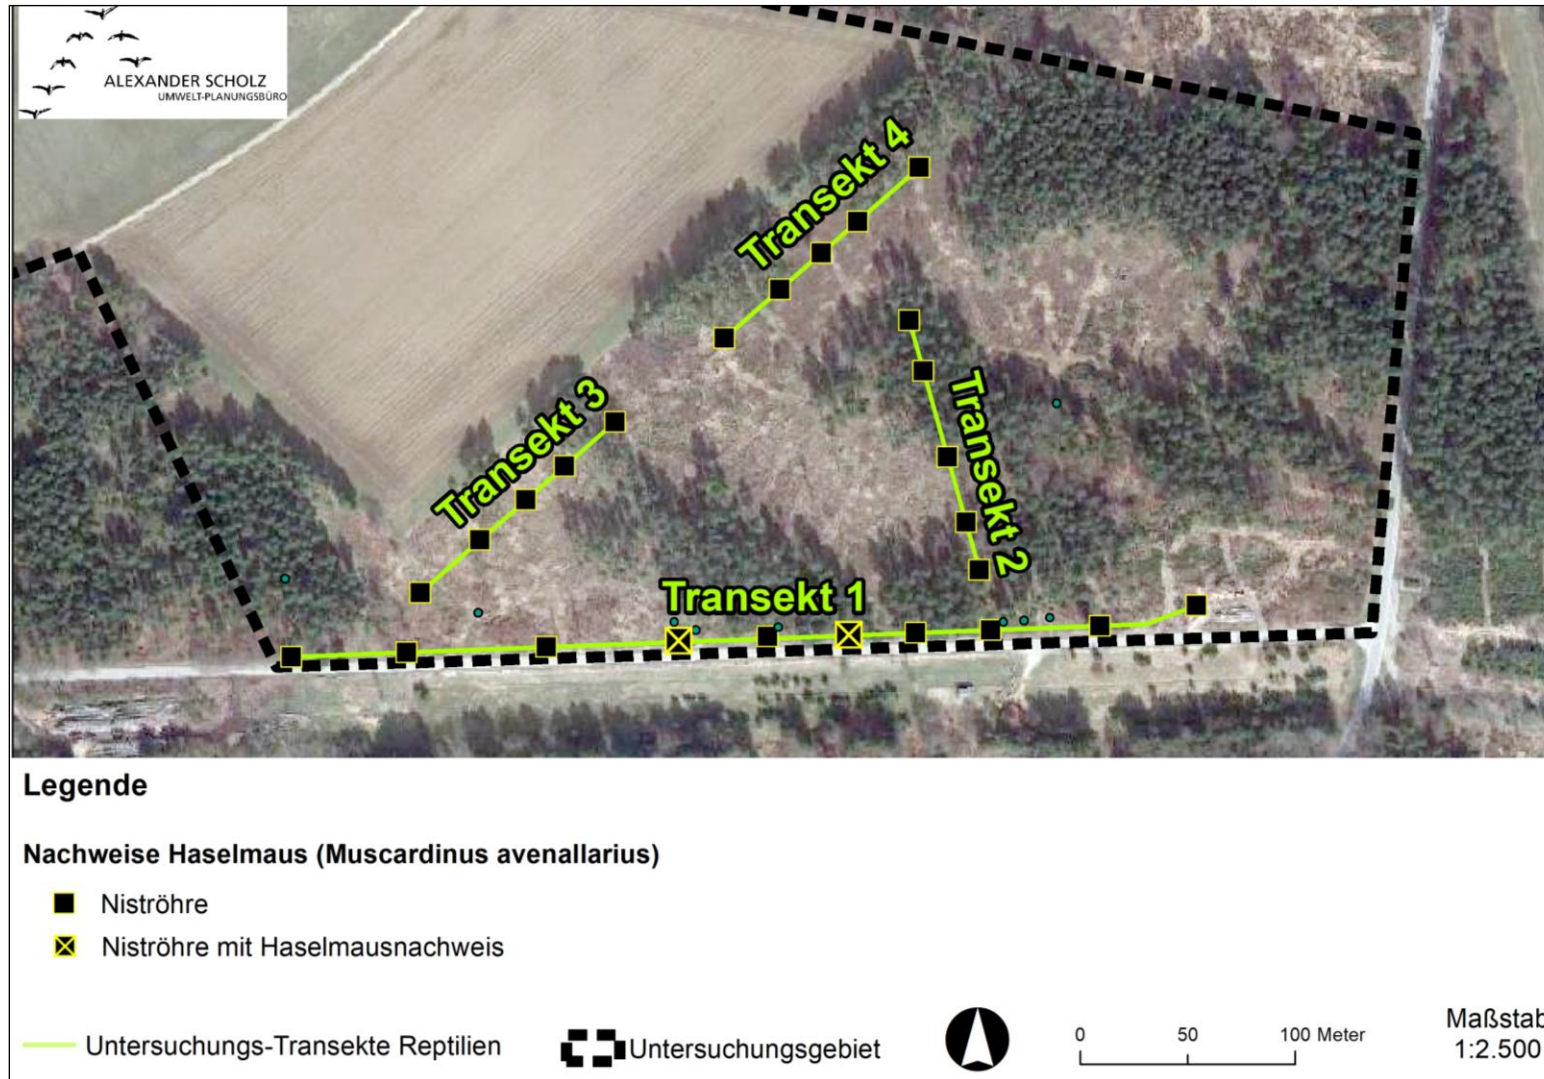 ALEXANDER SCHOLZ
UMWELT-PLANUNGSBÜRO
Transekt 4
Transekt 3
Transekt 2
Transekt 1
Legende
Nachweise Haselmaus (Muscardinus avenallarius)
Niströhre
Niströhre mit Haselmausnachweis
Untersuchungs-Transekte Reptilien
Untersuchungsgebiet
0 50 100 Meter
Maßstab
1:2.500